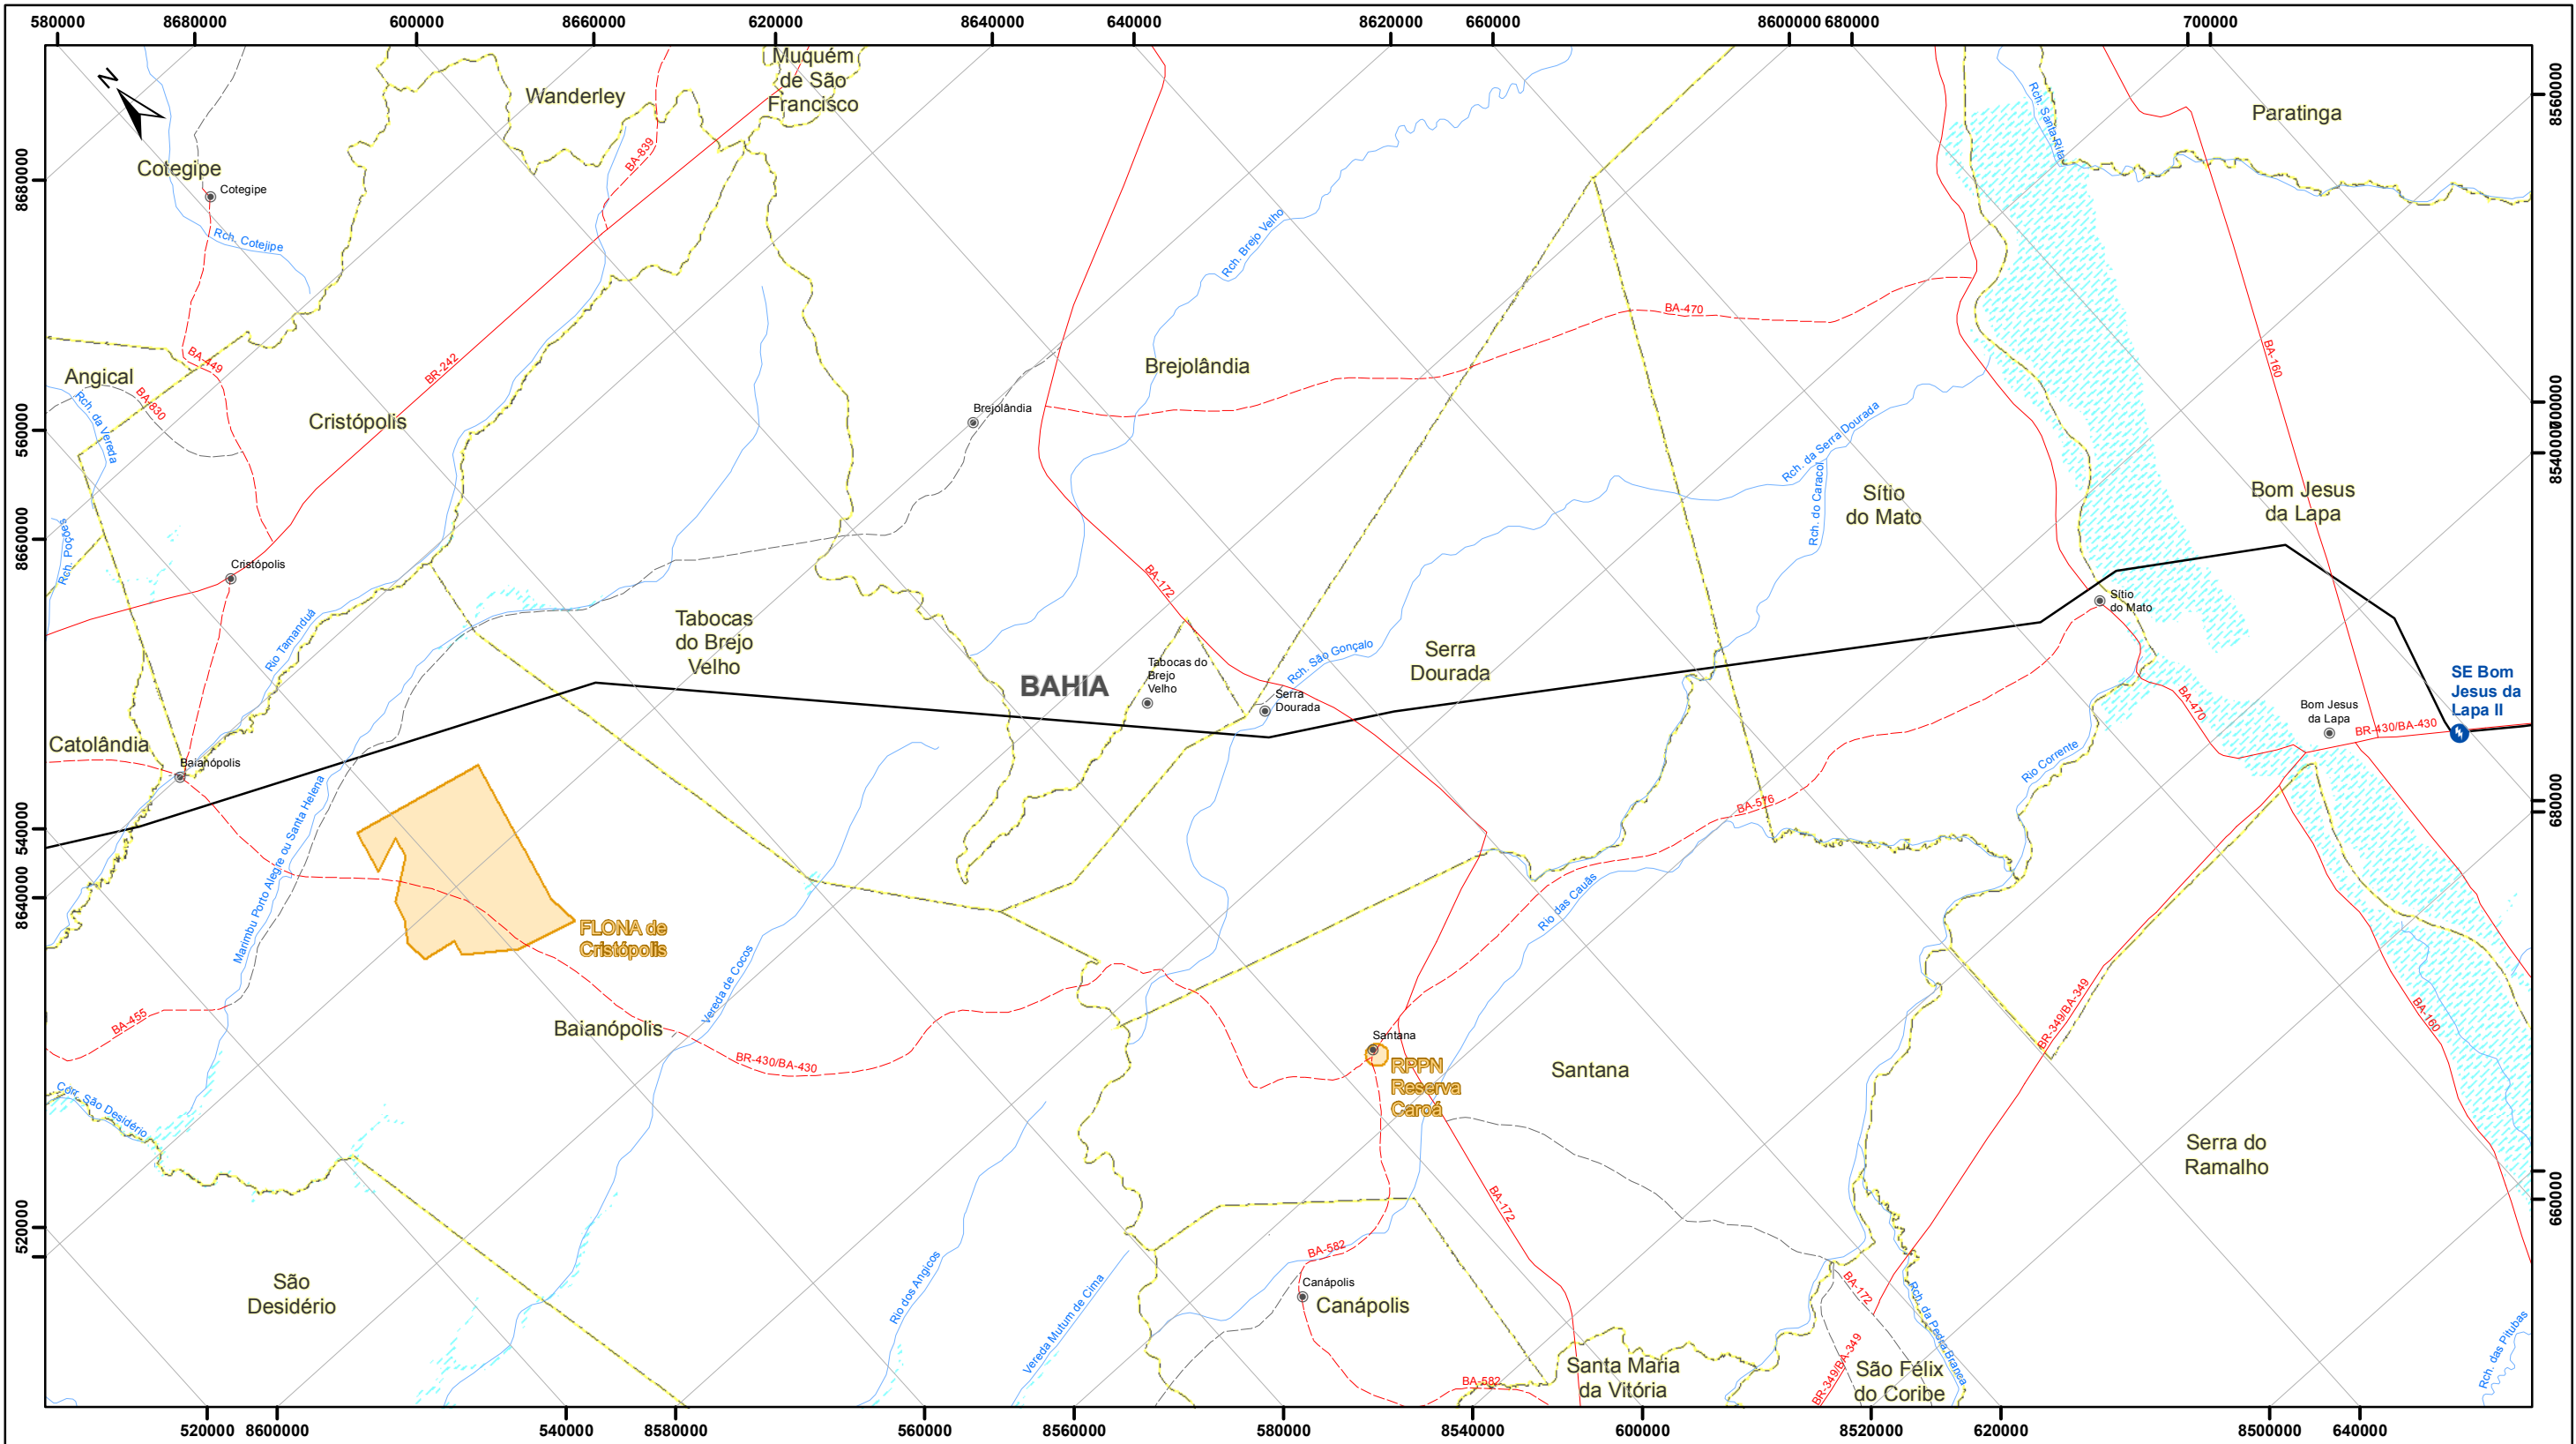 580000
8680000
600000
8660000
620000
8640000
640000
8620000
660000
8600000
680000
700000
N
Muquém
de São
Francisco
Wanderley
Cotegipe
Cotegipe
Rch. Cotejipe
BA-839
Rch. Santa Rita
Paratinga
8560000
8680000
Rch. Brejo Velho
BA-470
BA-160
BA-449
BR-242
Angical
BA-830
Rch. da Vereda
Cristópolis
Brejolândia
Brejolândia
Rch. da Serra Dourada
Rch. do Caracol
Sítio
do Mato
Bom Jesus
da Lapa
700000
8540000
560000
8660000
Rch. Poções
Cristópolis
Rio Tamanduá
Tabocas
do Brejo
Velho
BA-172
BAHIA
Tabocas do
Brejo
Velho
Rch. São Gonçalo
Serra
Dourada
Serra
Dourada
Sítio
do Mato
SE Bom
Jesus da
Lapa II
BA-470
Bom Jesus
da Lapa
BR-430/BA-430
Catolândia
Baianópolis
Marimbu Porto Alegre ou Santa Helena
Rio Corrente
BA-576
680000
540000
8640000
FLONA de
Cristópolis
Rio das Cauãs
Vereda de Cocos
BA-455
Baianópolis
BR-430/BA-430
Santana
RPPN
Reserva
Caroá
Santana
BR-349/BA-349
BA-160
Corr. São Desidério
Serra do
Ramalho
660000
520000
BA-172
BA-582
São
Desidério
Rio dos Angicos
Vereda Mutum de Cima
Canápolis
Canápolis
BA-172
Rch. da Pedra Branca
Rch. das Pitubas
BR-349/BA-349
BA-582
Santa Maria
da Vitória
São Félix
do Coribe
520000
8600000
540000
8580000
560000
8560000
580000
8540000
600000
8520000
620000
8500000
640000